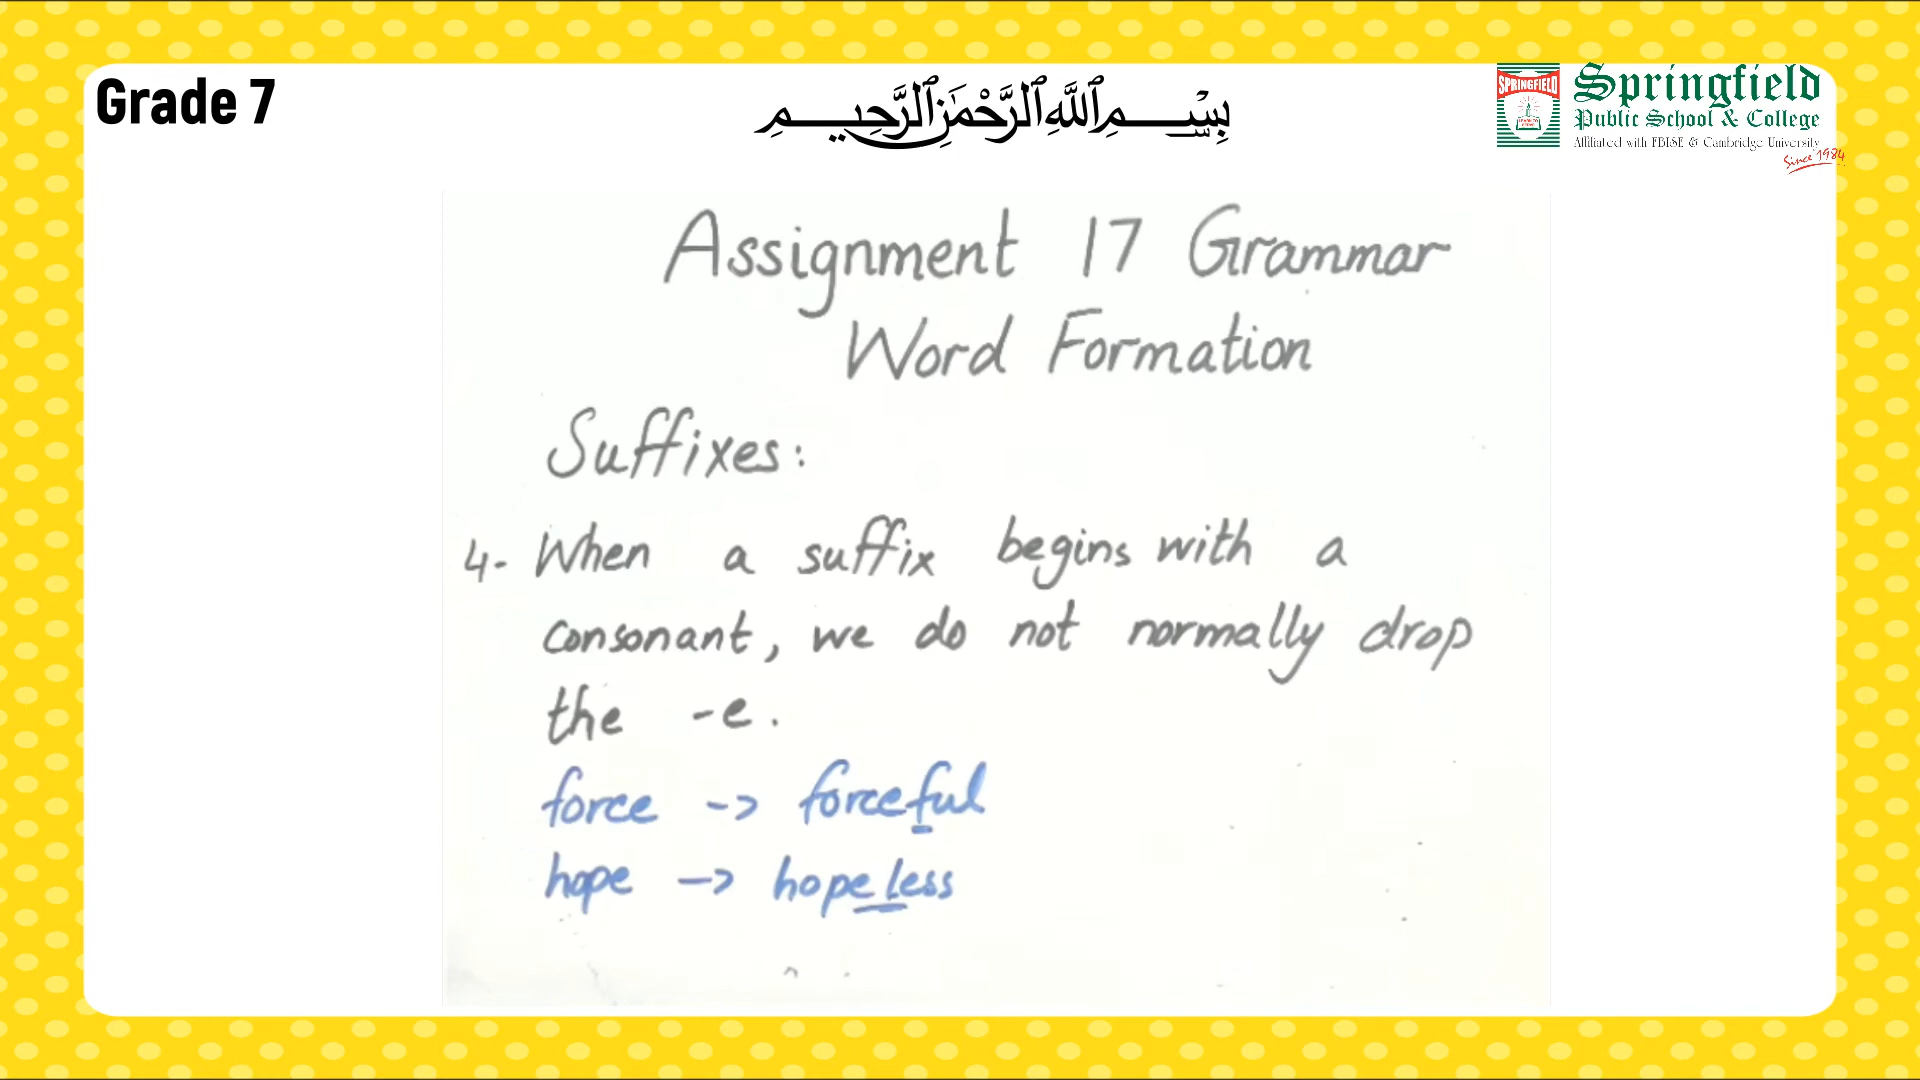 Grade 7
بِسْمِ ٱللَّهِ ٱلرَّحْمَٰنِ ٱلرَّحِيمِ
SPRINGFIELD
Springfield
Public School & College
Affiliated with FBISE & Cambridge University
Since 1984
Assignment 17 Grammar
Word Formation
Suffixes:
4- When a suffix begins with a
consonant, we do not normally drop
the -e.
force -> forceful
hope -> hopeless